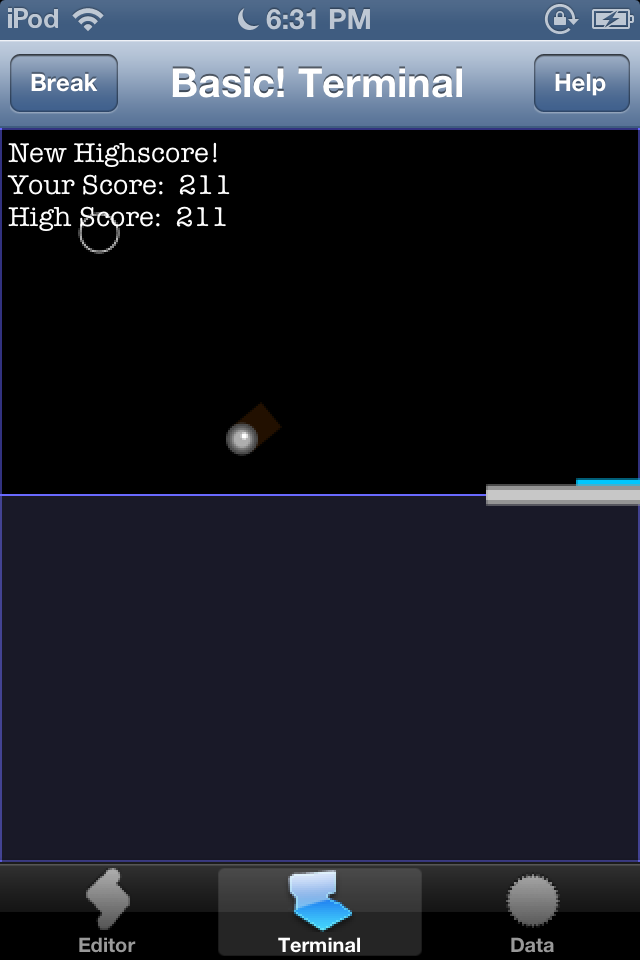 iPod 6:31 PM
Break Basic! Terminal Help
New Highscore!
Your Score: 211
High Score: 211
Editor Terminal Data